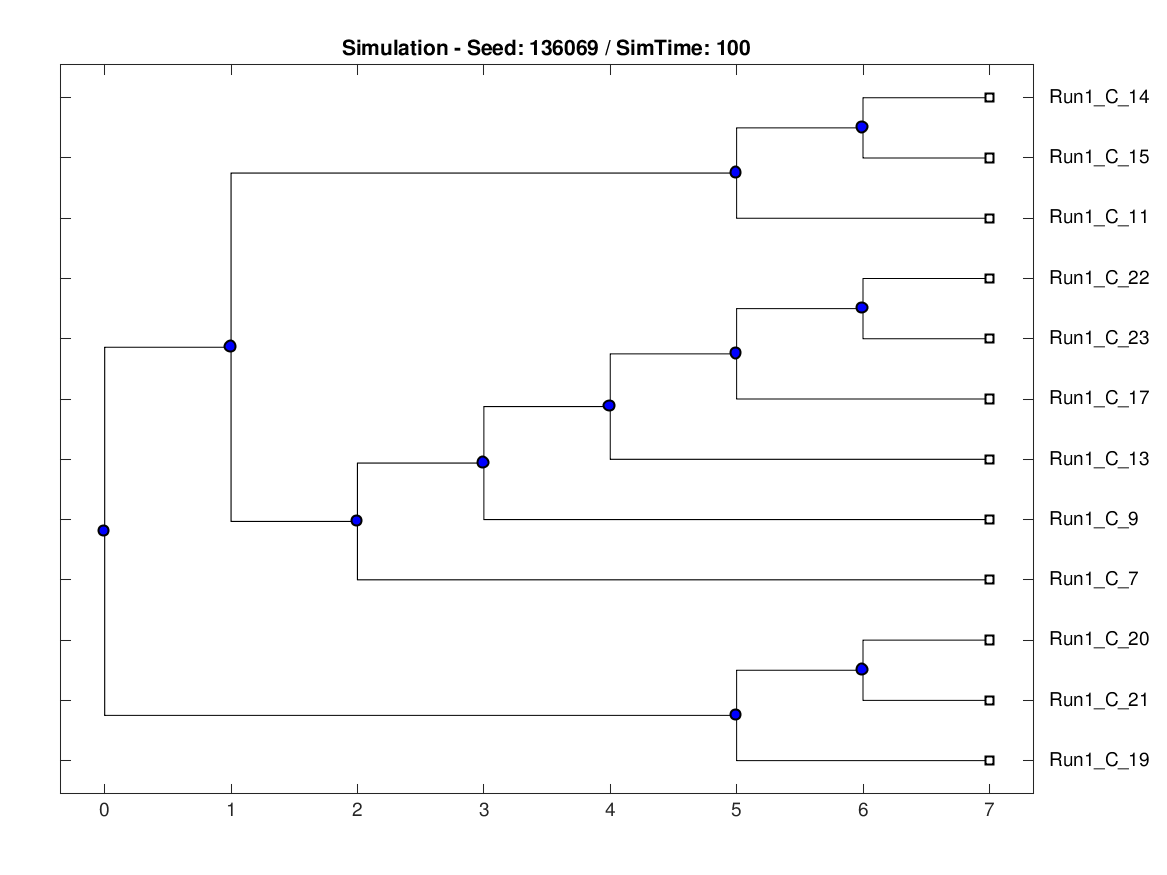 Simulation - Seed: 136069 / SimTime: 100
Run1_C_14
Run1_C_15
Run1_C_11
Run1_C_22
Run1_C_23
Run1_C_17
Run1_C_13
Run1_C_9
Run1_C_7
Run1_C_20
Run1_C_21
Run1_C_19
0 1 2 3 4 5 6 7